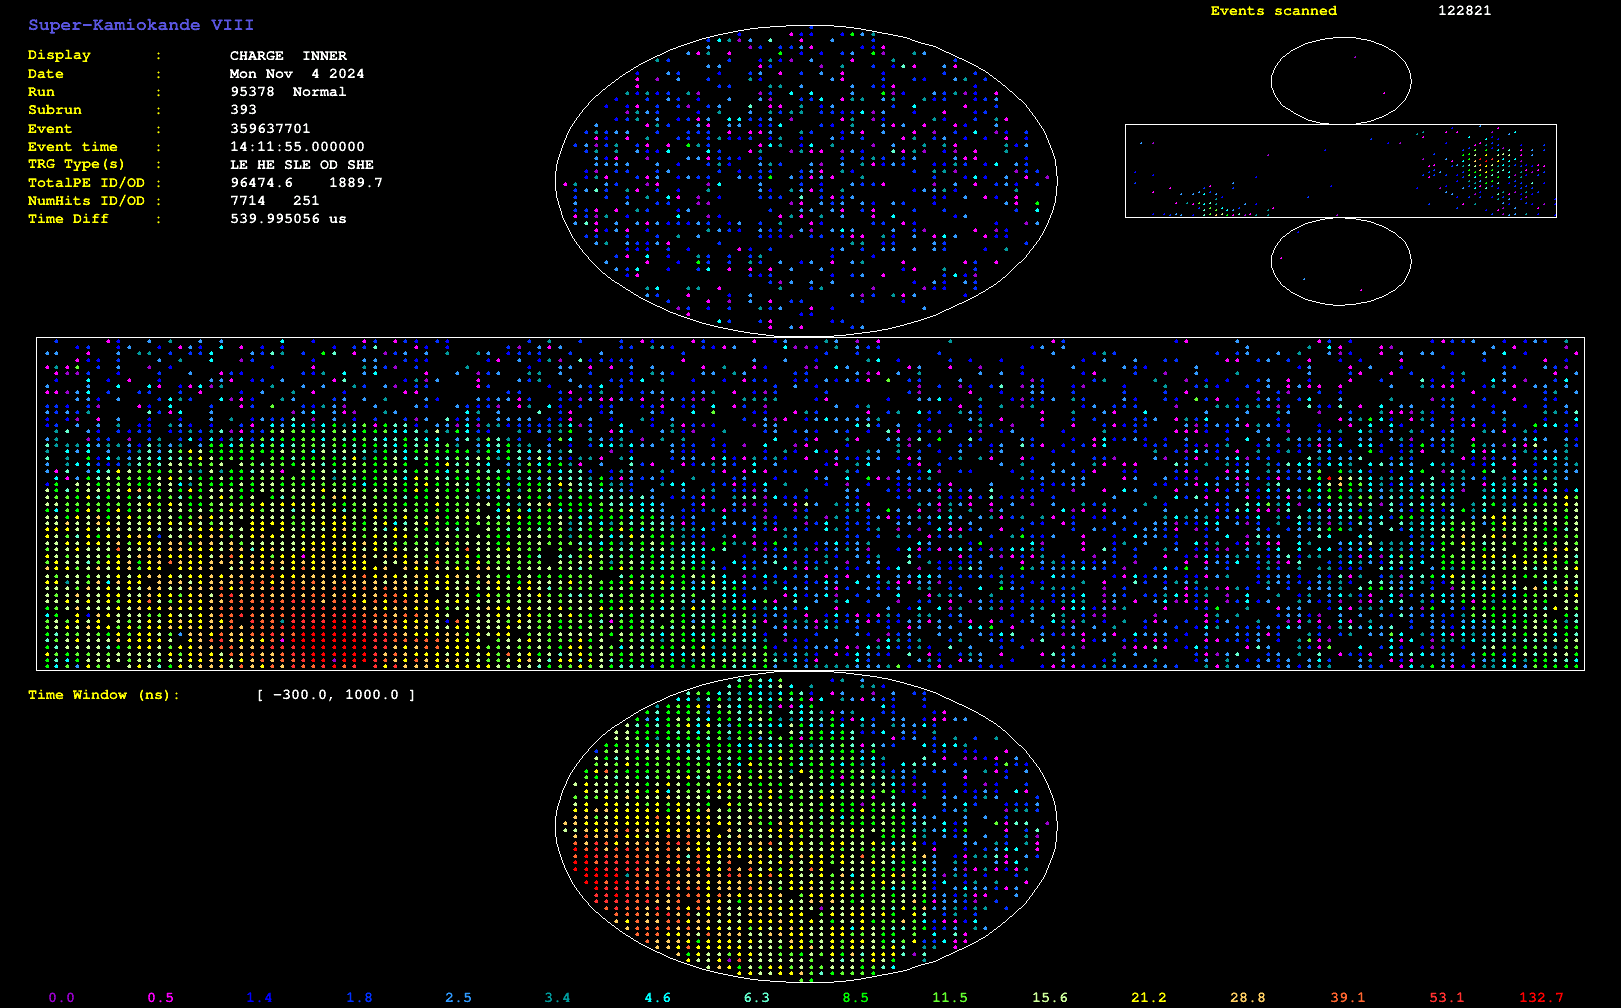 Super-Kamiokande VIII
Display : CHARGE INNER
Date : Mon Nov 4 2024
Run : 95378 Normal
Subrun : 393
Event : 359637701
Event time : 14:11:55.000000
TRG Type(s) : LE HE SLE OD SHE
TotalPE ID/OD : 96474.6 1889.7
NumHits ID/OD : 7714 251
Time Diff : 539.995056 us
Events scanned 122821
Time Window (ns): [ -300.0, 1000.0 ]
0.0 0.5 1.4 1.8 2.5 3.4 4.6 6.3 8.5 11.5 15.6 21.2 28.8 39.1 53.1 132.7